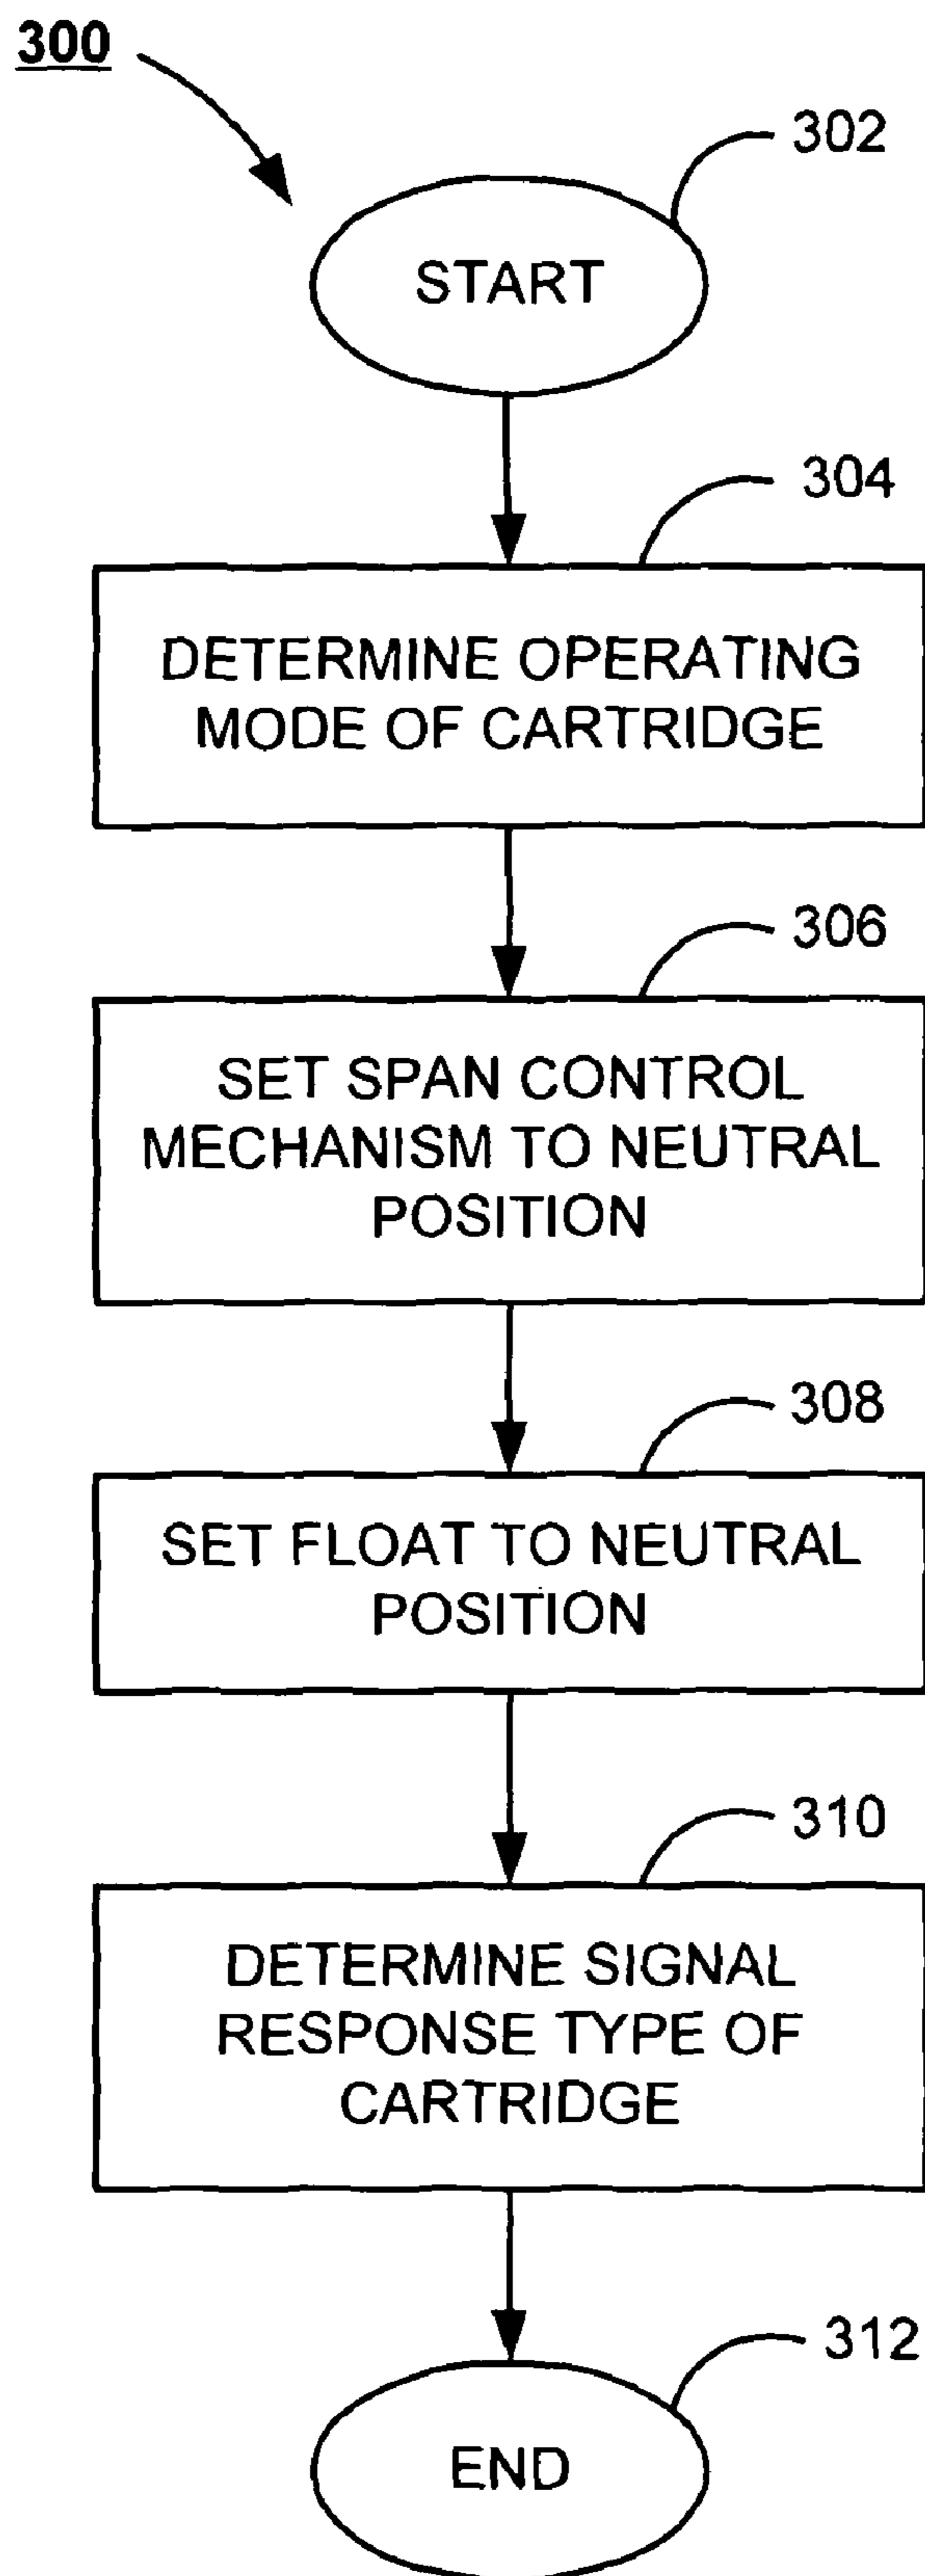 300
302
START
304
DETERMINE OPERATING
MODE OF CARTRIDGE
306
SET SPAN CONTROL
MECHANISM TO NEUTRAL
POSITION
308
SET FLOAT TO NEUTRAL
POSITION
310
DETERMINE SIGNAL
RESPONSE TYPE OF
CARTRIDGE
312
END